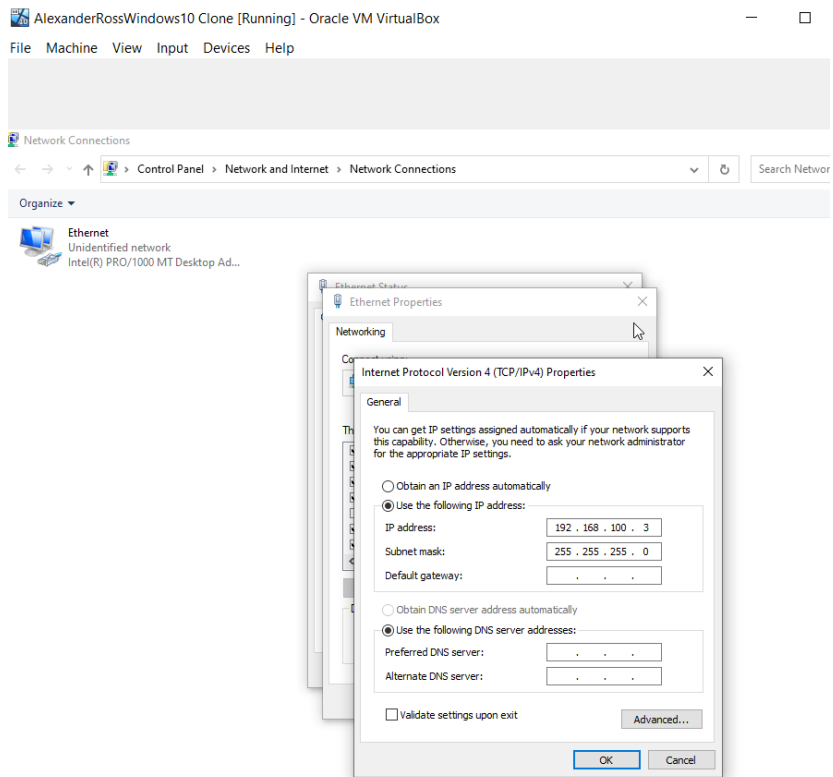 AlexanderRossWindows10 Clone [Running] - Oracle VM VirtualBox
File Machine View Input Devices Help
Network Connections
Control Panel > Network and Internet > Network Connections
Search Networ
Organize
Ethernet
Unidentified network
Intel(R) PRO/1000 MT Desktop Ad...
Ethernet Status
Ethernet Properties
Networking
Internet Protocol Version 4 (TCP/IPv4) Properties
General
You can get IP settings assigned automatically if your network supports
this capability. Otherwise, you need to ask your network administrator
for the appropriate IP settings.
Obtain an IP address automatically
Use the following IP address:
IP address: 192 . 168 . 100 . 3
Subnet mask: 255 . 255 . 255 . 0
Default gateway: . . .
Obtain DNS server address automatically
Use the following DNS server addresses:
Preferred DNS server: . . .
Alternate DNS server: . . .
Validate settings upon exit
Advanced...
OK Cancel